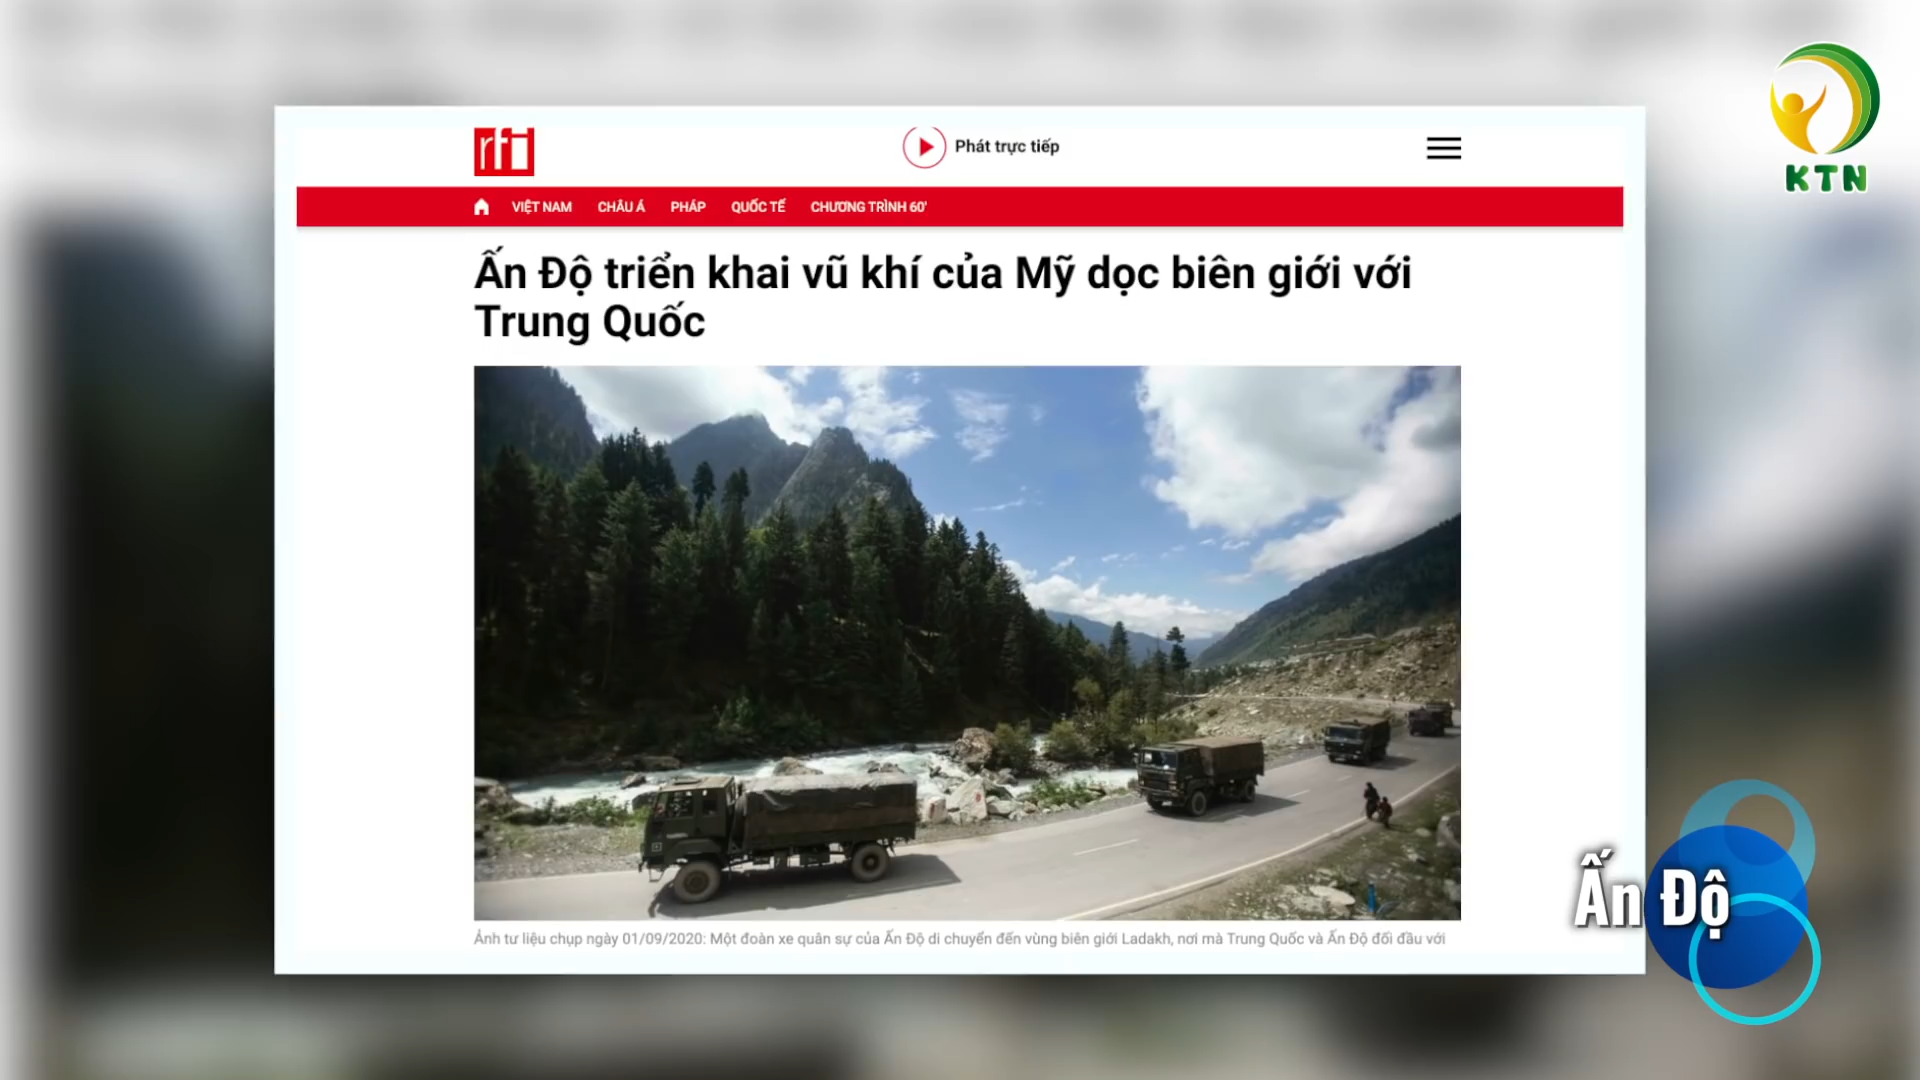 rfi
Phát trực tiếp
KTN
VIỆT NAM CHÂU Á PHÁP QUỐC TẾ CHƯƠNG TRÌNH 60'
Ấn Độ triển khai vũ khí của Mỹ dọc biên giới với
Trung Quốc
Ấn Độ
Ảnh tư liệu chụp ngày 01/09/2020: Một đoàn xe quân sự của Ấn Độ di chuyển đến vùng biên giới Ladakh, nơi mà Trung Quốc và Ấn Độ đối đầu với